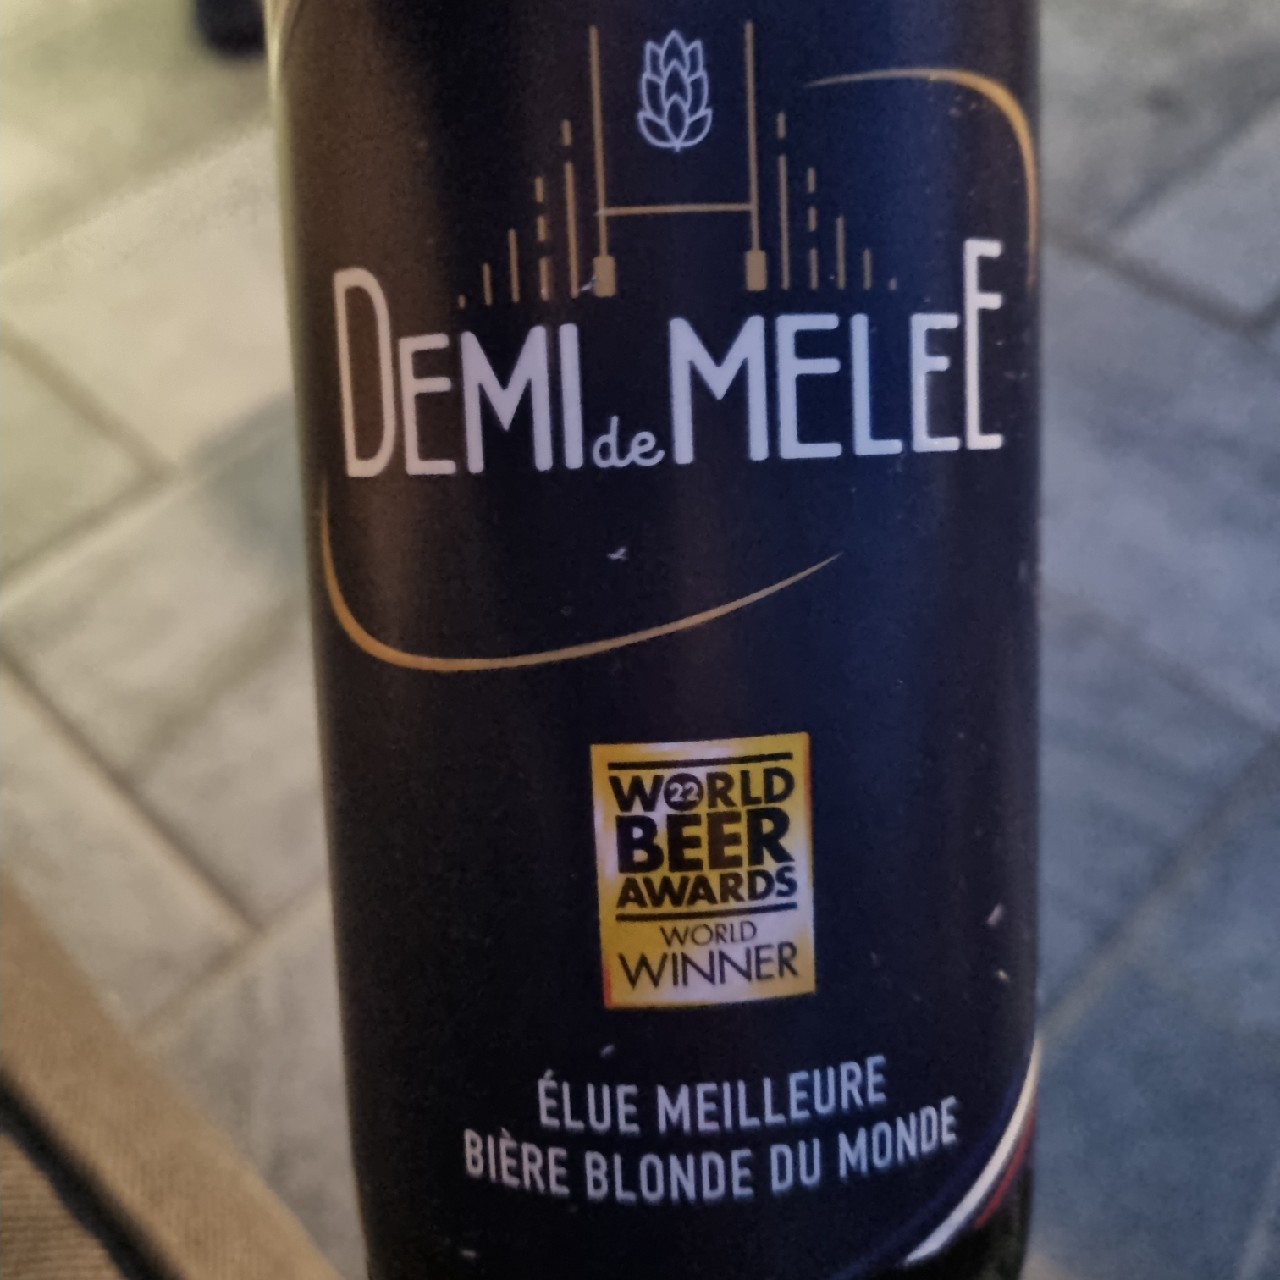 DEMI de MELEE
WORLD
22
BEER
AWARDS
WORLD
WINNER
ÉLUE MEILLEURE
BIÈRE BLONDE DU MONDE